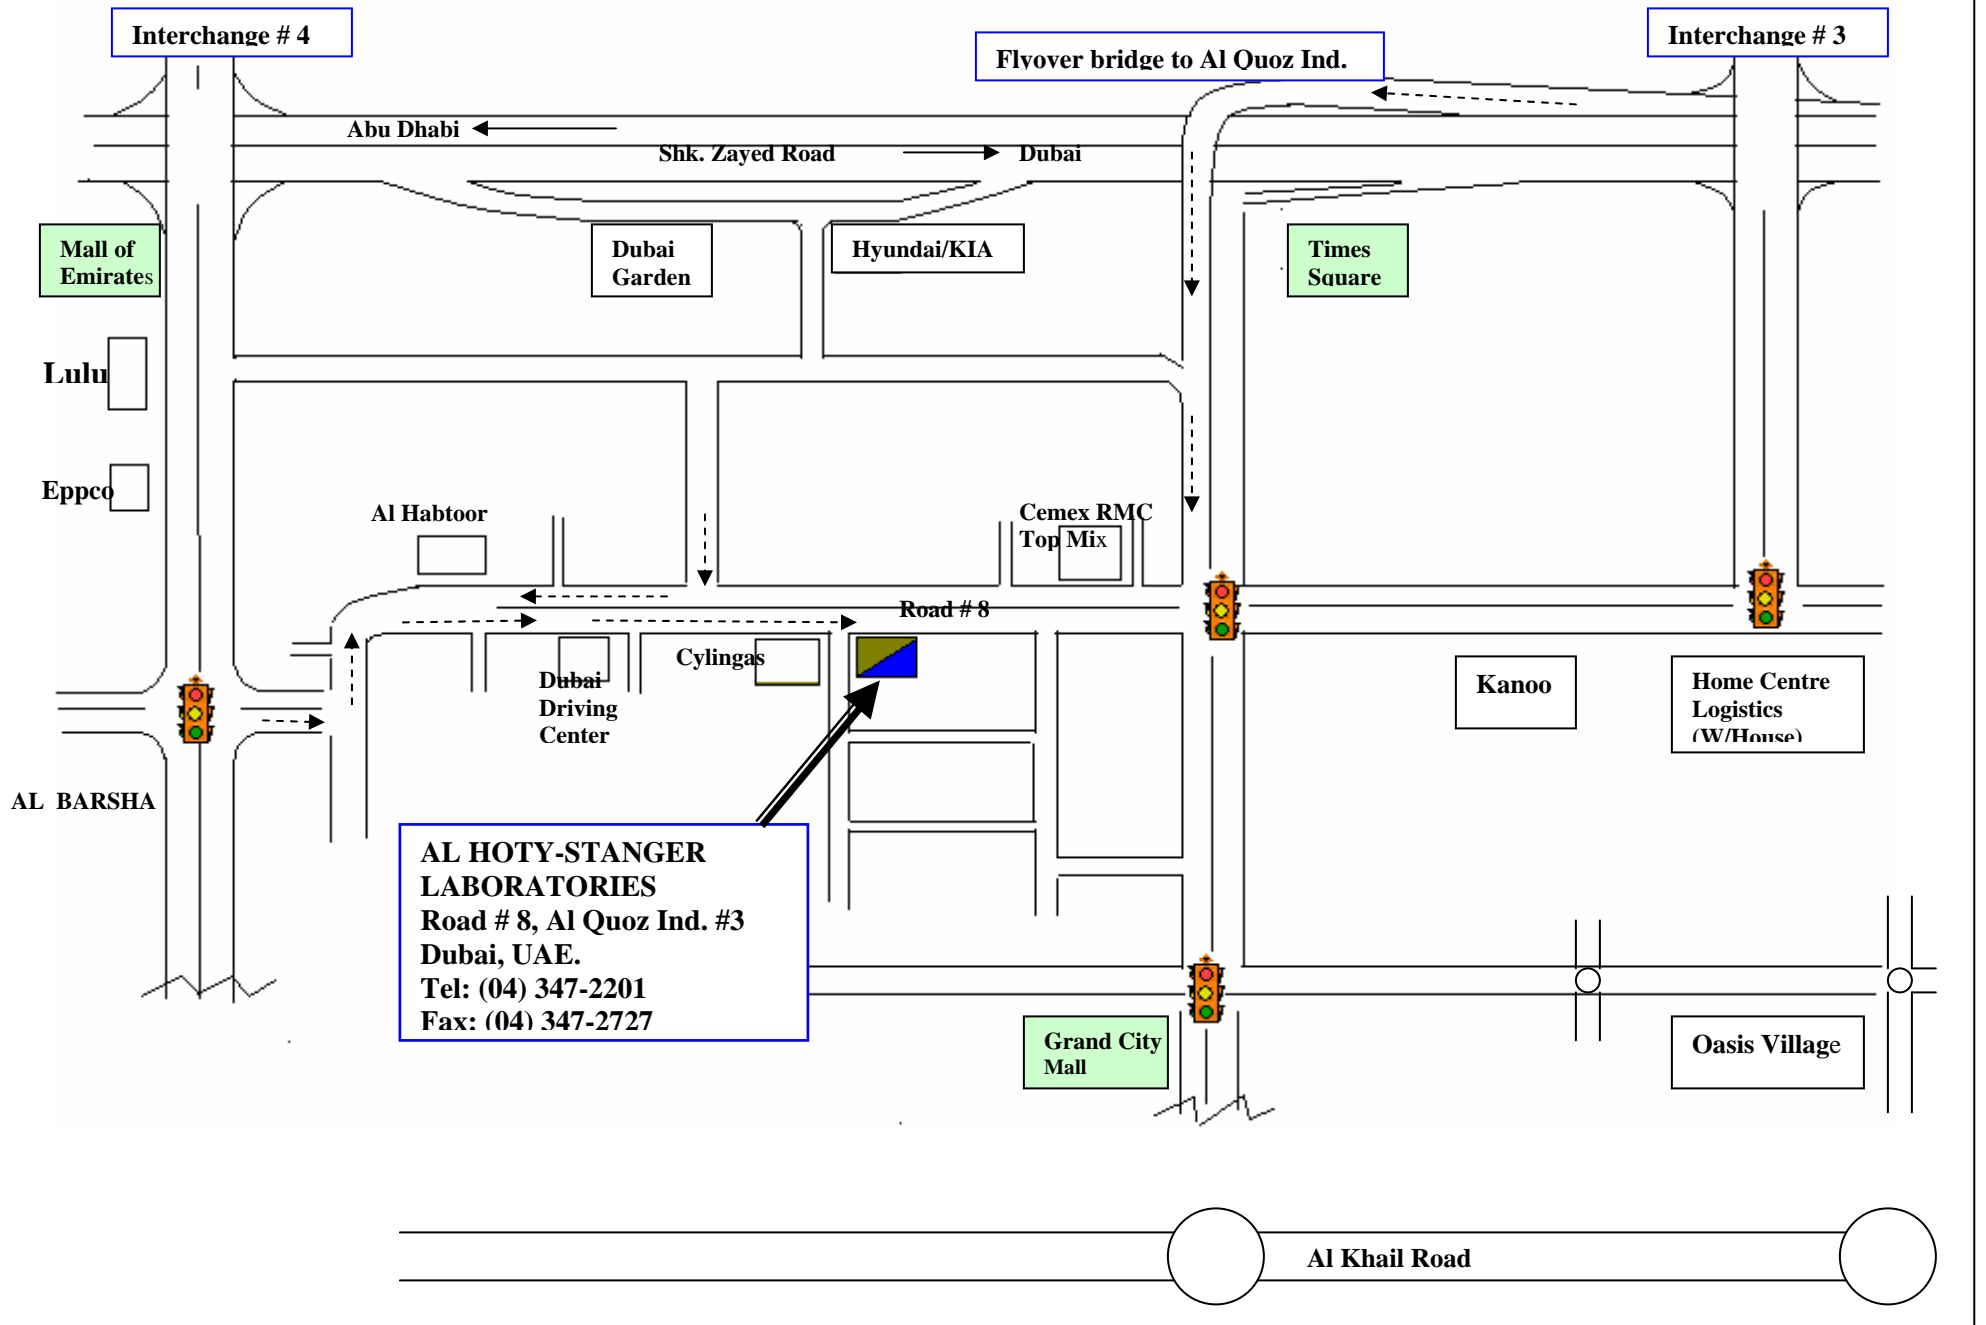 Interchange # 4
Flyover bridge to Al Quoz Ind.
Interchange # 3
Abu Dhabi
Shk. Zayed Road
Dubai
Mall of
Emirates
Dubai
Garden
Hyundai/KIA
Times
Square
Lulu
Eppco
Al Habtoor
Cemex RMC
Top Mix
Road # 8
Cylingas
Dubai
Driving
Center
Kanoo
Home Centre
Logistics
(W/House)
AL BARSHA
AL HOTY-STANGER
LABORATORIES
Road # 8, Al Quoz Ind. #3
Dubai, UAE.
Tel: (04) 347-2201
Fax: (04) 347-2727
Grand City
Mall
Oasis Village
Al Khail Road